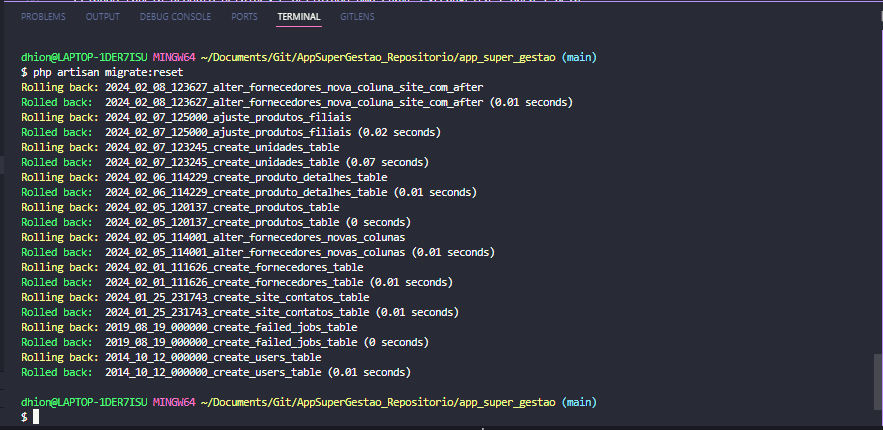 PROBLEMS OUTPUT DEBUG CONSOLE PORTS TERMINAL GITLENS
dhion@LAPTOP-1DER7ISU MINGW64 ~/Documents/Git/AppSuperGestao_Repositorio/app_super_gestao (main)
$ php artisan migrate:reset
Rolling back: 2024_02_08_123627_alter_fornecedores_nova_coluna_site_com_after
Rolled back:  2024_02_08_123627_alter_fornecedores_nova_coluna_site_com_after (0.01 seconds)
Rolling back: 2024_02_07_125000_ajuste_produtos_filiais
Rolled back:  2024_02_07_125000_ajuste_produtos_filiais (0.02 seconds)
Rolling back: 2024_02_07_123245_create_unidades_table
Rolled back:  2024_02_07_123245_create_unidades_table (0.07 seconds)
Rolling back: 2024_02_06_114229_create_produto_detalhes_table
Rolled back:  2024_02_06_114229_create_produto_detalhes_table (0.01 seconds)
Rolling back: 2024_02_05_120137_create_produtos_table
Rolled back:  2024_02_05_120137_create_produtos_table (0 seconds)
Rolling back: 2024_02_05_114001_alter_fornecedores_novas_colunas
Rolled back:  2024_02_05_114001_alter_fornecedores_novas_colunas (0.01 seconds)
Rolling back: 2024_02_01_111626_create_fornecedores_table
Rolled back:  2024_02_01_111626_create_fornecedores_table (0.01 seconds)
Rolling back: 2024_01_25_231743_create_site_contatos_table
Rolled back:  2024_01_25_231743_create_site_contatos_table (0.01 seconds)
Rolling back: 2019_08_19_000000_create_failed_jobs_table
Rolled back:  2019_08_19_000000_create_failed_jobs_table (0 seconds)
Rolling back: 2014_10_12_000000_create_users_table
Rolled back:  2014_10_12_000000_create_users_table (0.01 seconds)
dhion@LAPTOP-1DER7ISU MINGW64 ~/Documents/Git/AppSuperGestao_Repositorio/app_super_gestao (main)
$